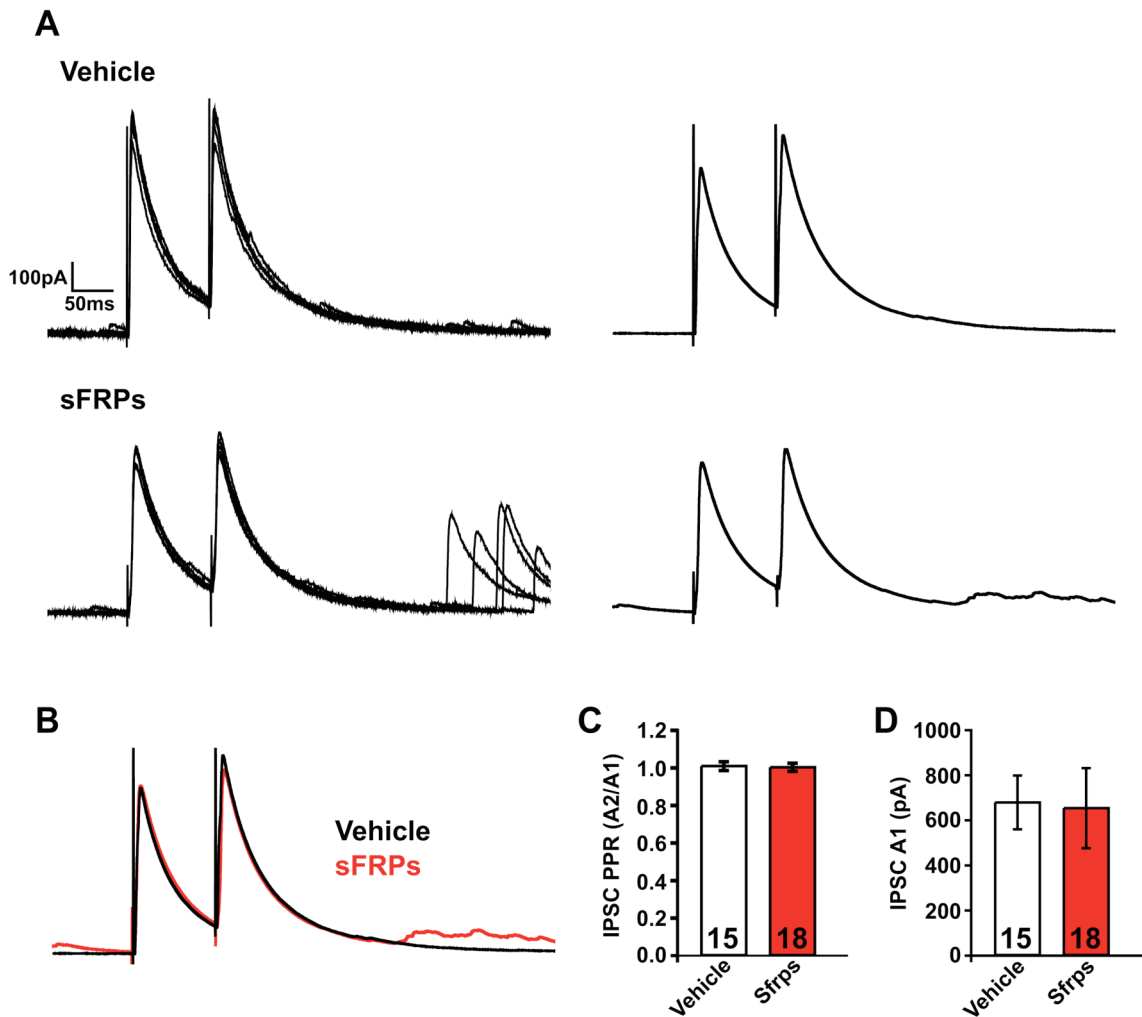 A
Vehicle
100pA
50ms
sFRPs
B
Vehicle
sFRPs
C
IPSC PPR (A2/A1)
1.2
1.0
0.8
0.6
0.4
0.2
0.0
15
18
Vehicle
Sfrps
D
IPSC A1 (pA)
1000
800
600
400
200
0
15
18
Vehicle
Sfrps